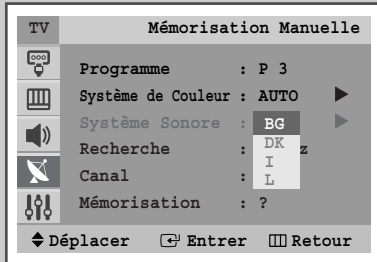 TV Mémorisation Manuelle
Programme : P 3
Système de Couleur : AUTO
Système Sonore : BG
DK
Recherche : z
I
Canal :
L
Mémorisation : ?
Déplacer Entrer Retour